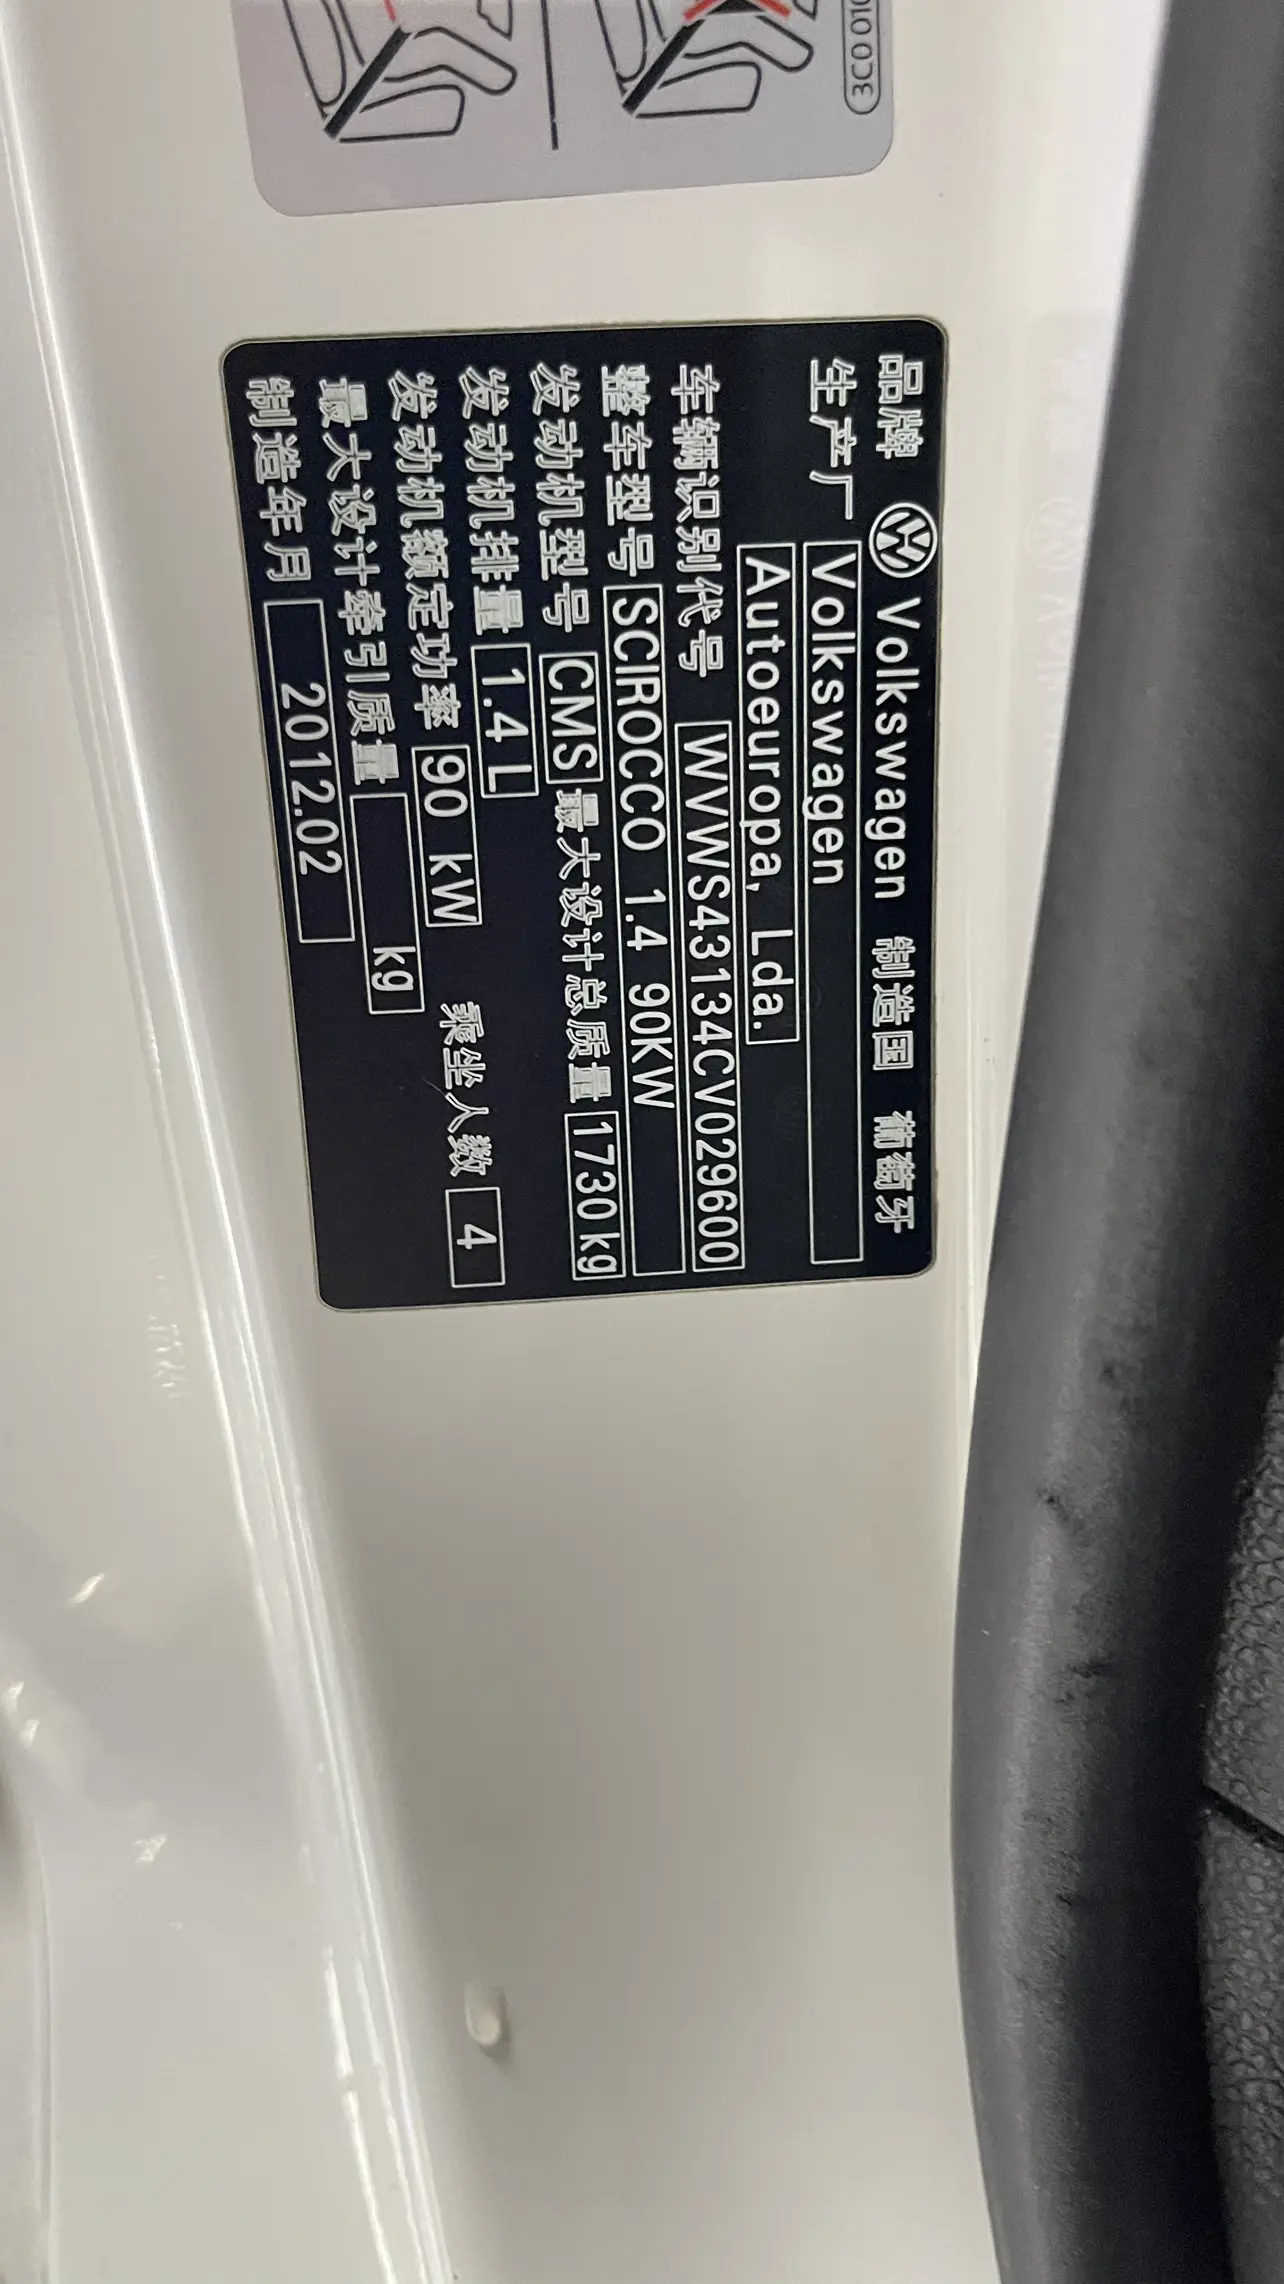 3C0 01
品牌 Volkswagen 制造国 葡萄牙
生产厂 Volkswagen
Autoeuropa, Lda.
车辆识别代号 WVWS43134CV029600
整车型号 SCIROCCO 1.4 90KW
发动机型号 CMS 最大设计总质量 1730 kg
发动机排量 1.4 L
发动机额定功率 90 kW 乘坐人数 4
最大设计牵引质量 kg
制造年月 2012.02